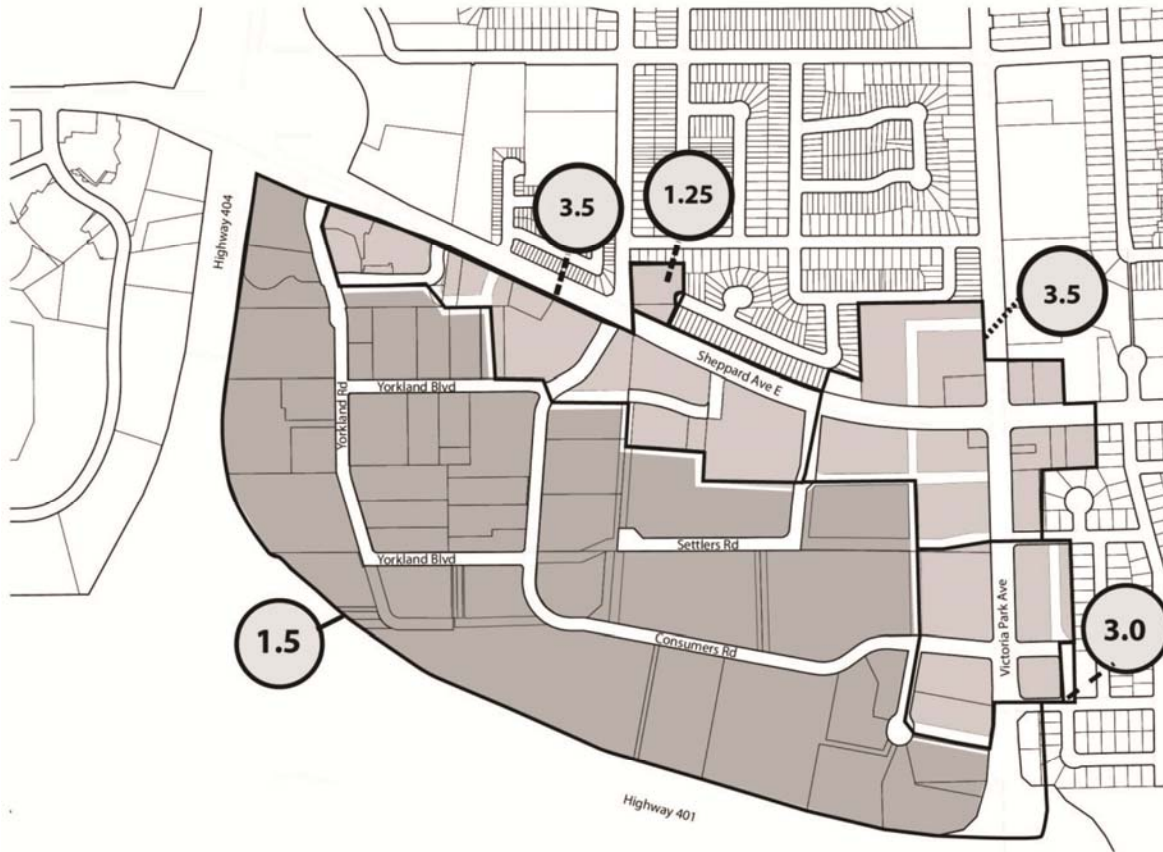 1.25
3.5
Highway 404
3.5
Sheppard Ave E
Yorkland Blvd
Yorkland Rd
Settlers Rd
Yorkland Blvd
Victoria Park Ave
3.0
1.5
Consumers Rd
Highway 401